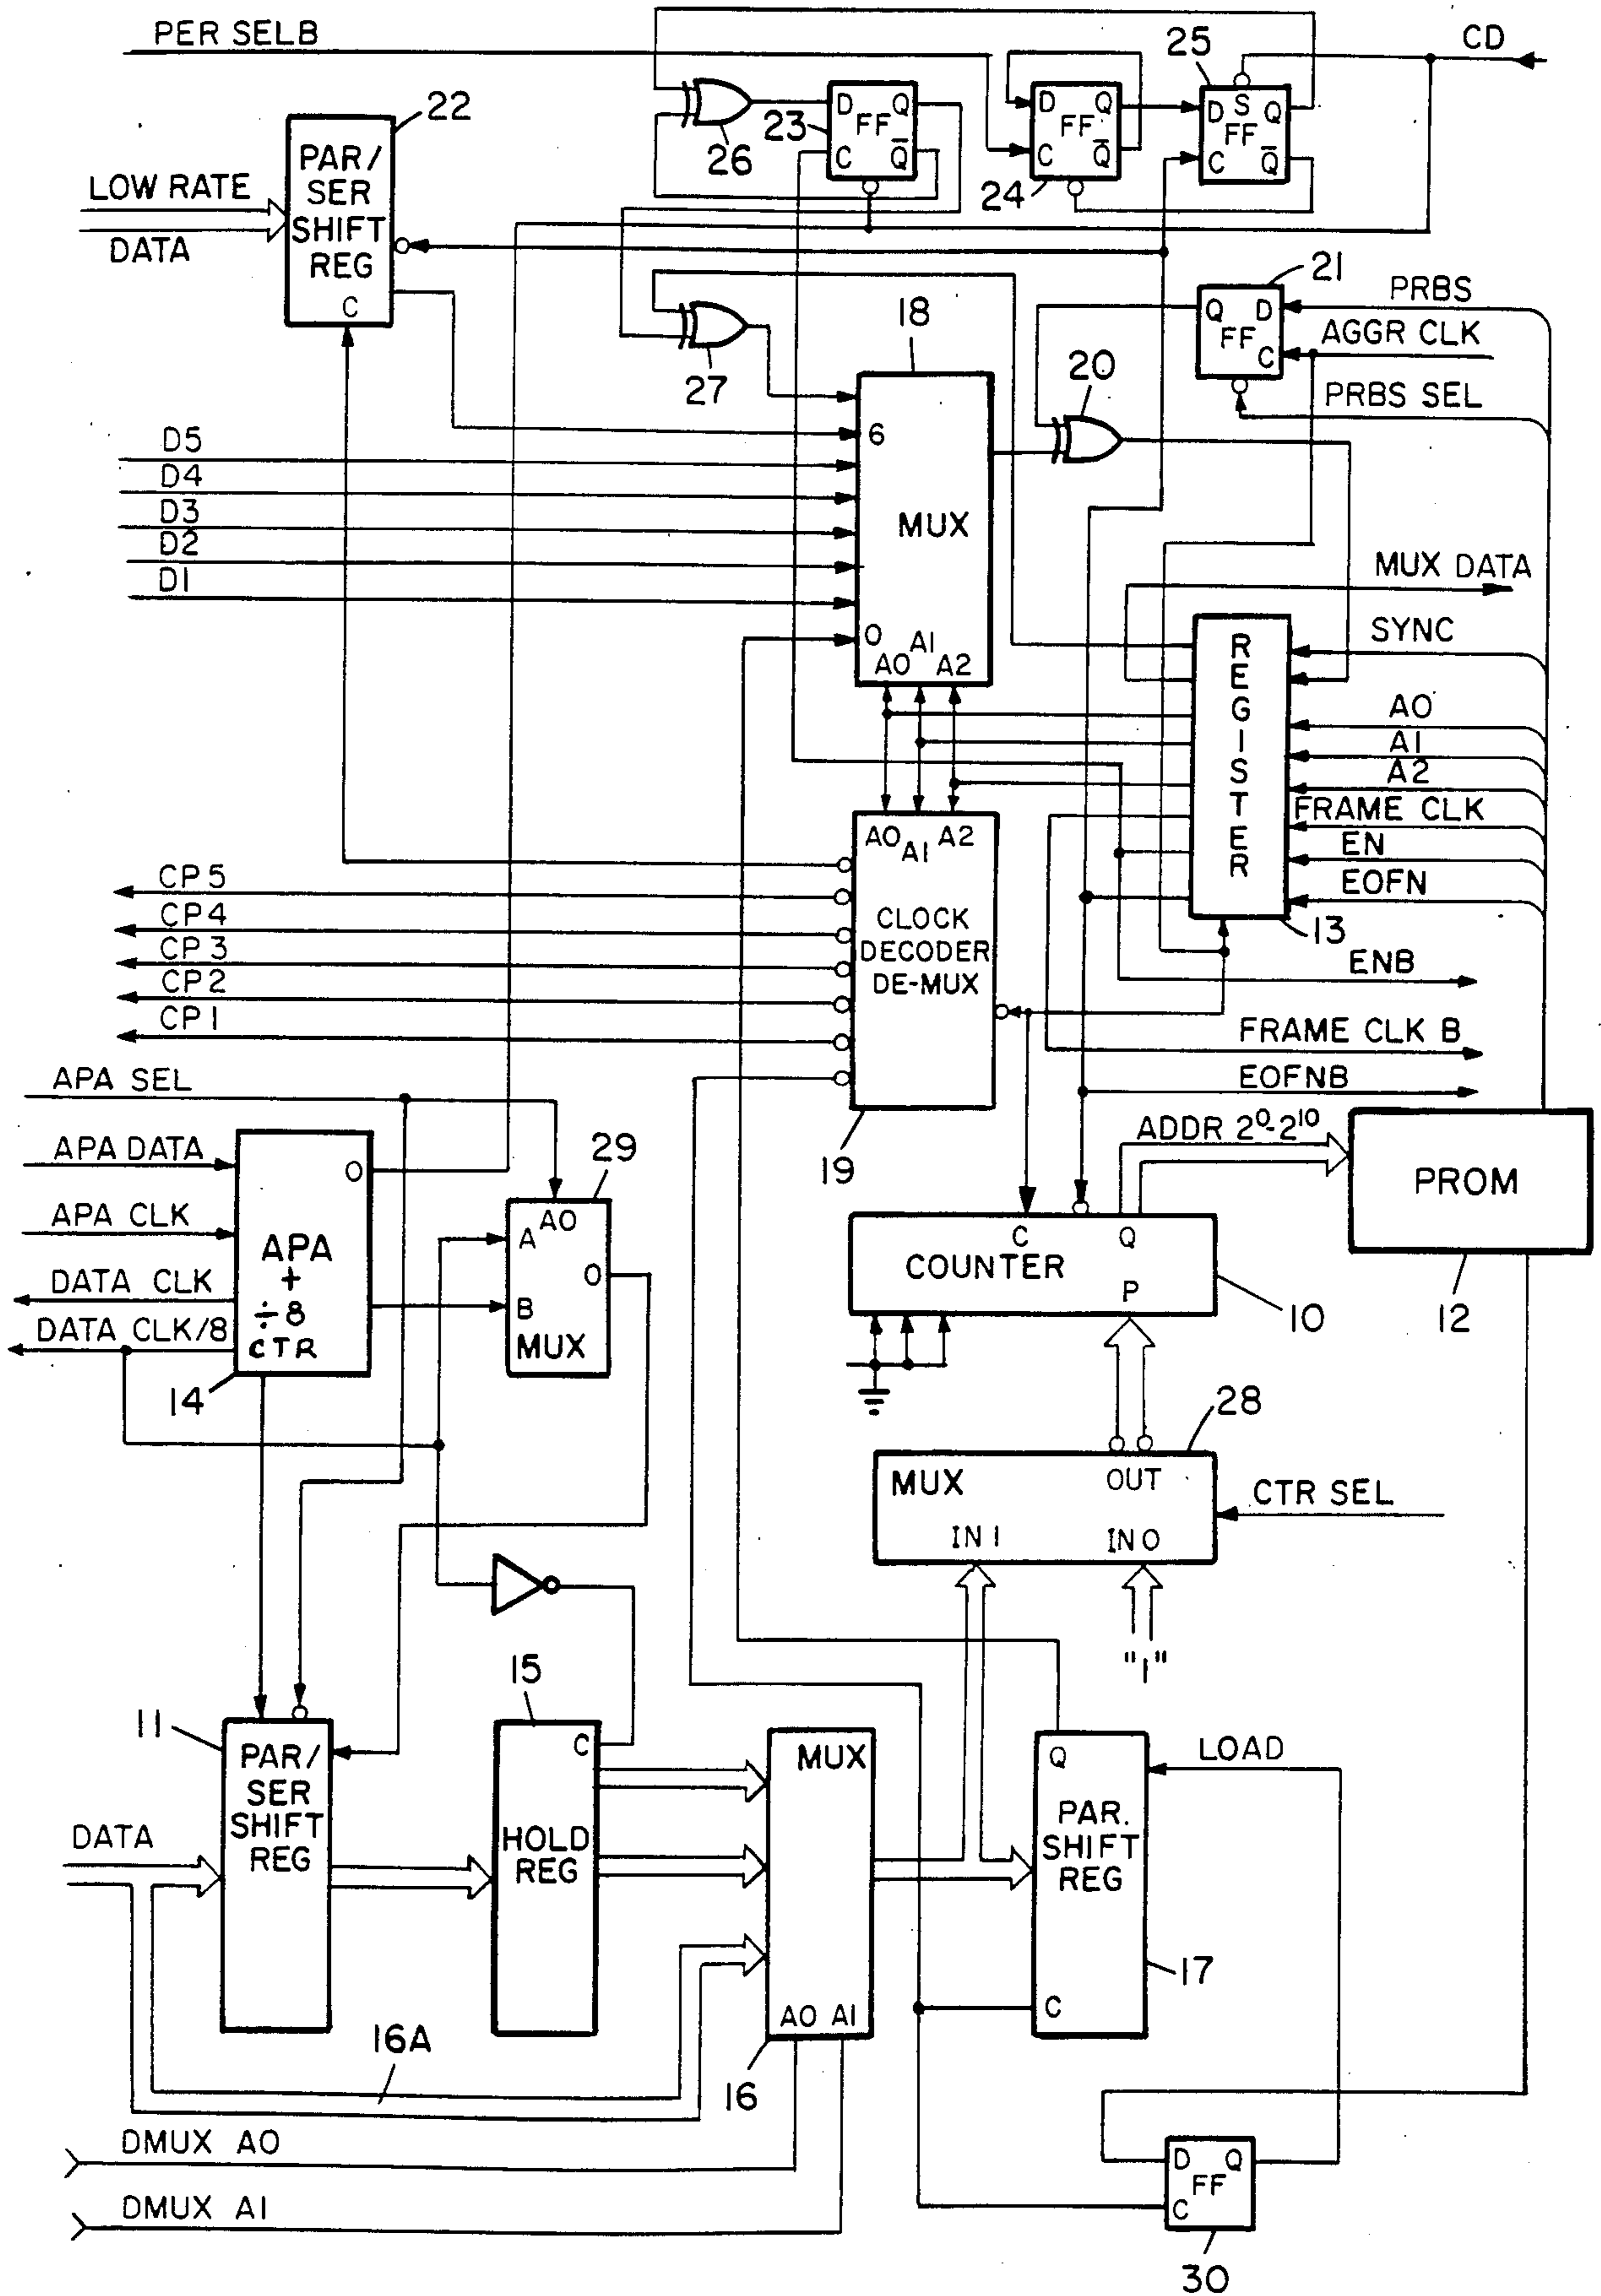 PER SELB
25
CD
22
D Q
23 FF
C Q̄
26
D Q
FF
C Q̄
24
S
D Q
FF
C Q̄
PAR/
SER
SHIFT
REG
C
LOW RATE
DATA
21
Q D
FF
C
PRBS
AGGR CLK
PRBS SEL
27
18
20
6
MUX
O
A0 A1 A2
D5
D4
D3
D2
D1
MUX DATA
REGISTER
13
SYNC
A0
A1
A2
FRAME CLK
EN
EOFN
ENB
FRAME CLK B
EOFNB
A0 A1 A2
CLOCK
DECODER
DE-MUX
19
CP5
CP4
CP3
CP2
CP1
APA SEL
APA DATA
APA CLK
DATA CLK
DATA CLK/8
O
APA
+
÷8
CTR
14
29
A0
A
O
B
MUX
ADDR 2⁰-2¹⁰
PROM
12
C Q
COUNTER
P
10
28
MUX OUT
IN 1 IN 0
CTR SEL
"1"
11
PAR/
SER
SHIFT
REG
15
C
HOLD
REG
MUX
A0 A1
16
Q
PAR.
SHIFT
REG
C
17
LOAD
DATA
16A
DMUX A0
DMUX A1
D Q
FF
C
30